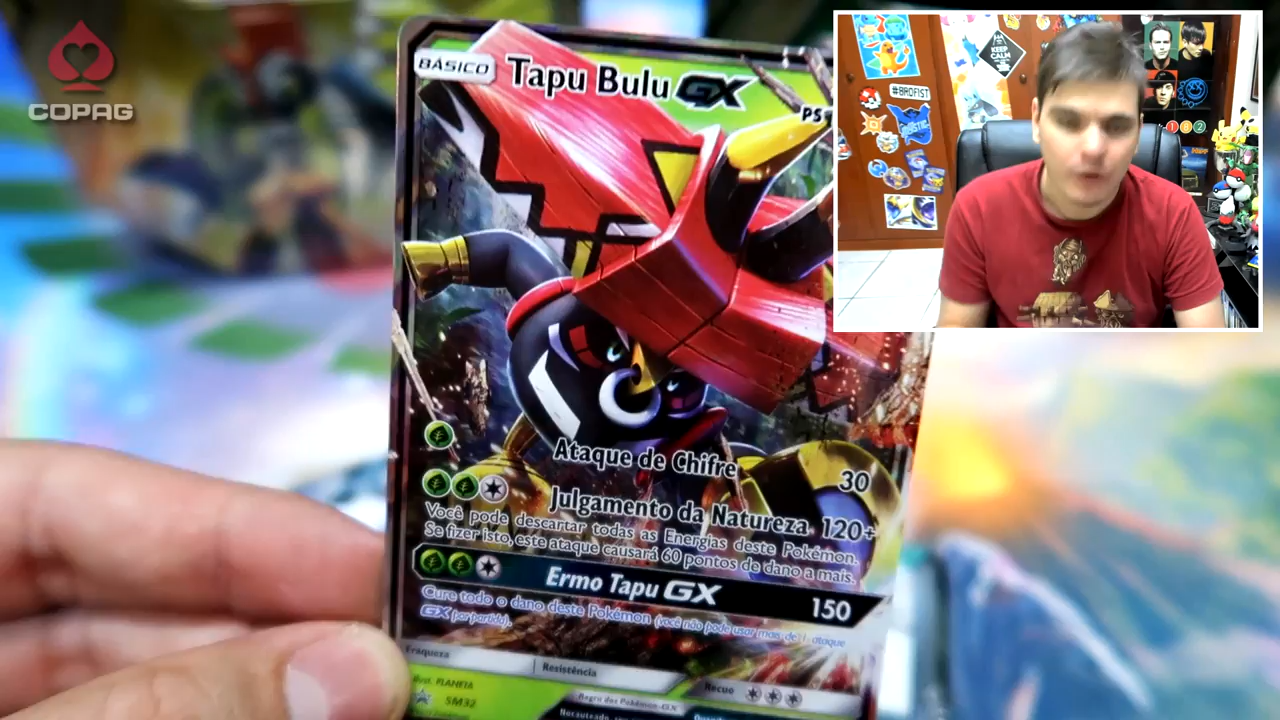 COPAG
BÁSICO Tapu Bulu GX
PS
#BROFIST
KEEP
CALM
Ataque de Chifre 30
Julgamento da Natureza 120+
Você pode descartar todas as Energias deste Pokémon.
Se fizer isto, este ataque causará 60 pontos de dano a mais.
Ermo Tapu GX 150
Cure todo o dano deste Pokémon (você não pode usar mais de 1 ataque
GX por partida).
Fraqueza
Resistência
Recuo
Illust. PLANETA
SM32
Regra dos Pokémon-GX